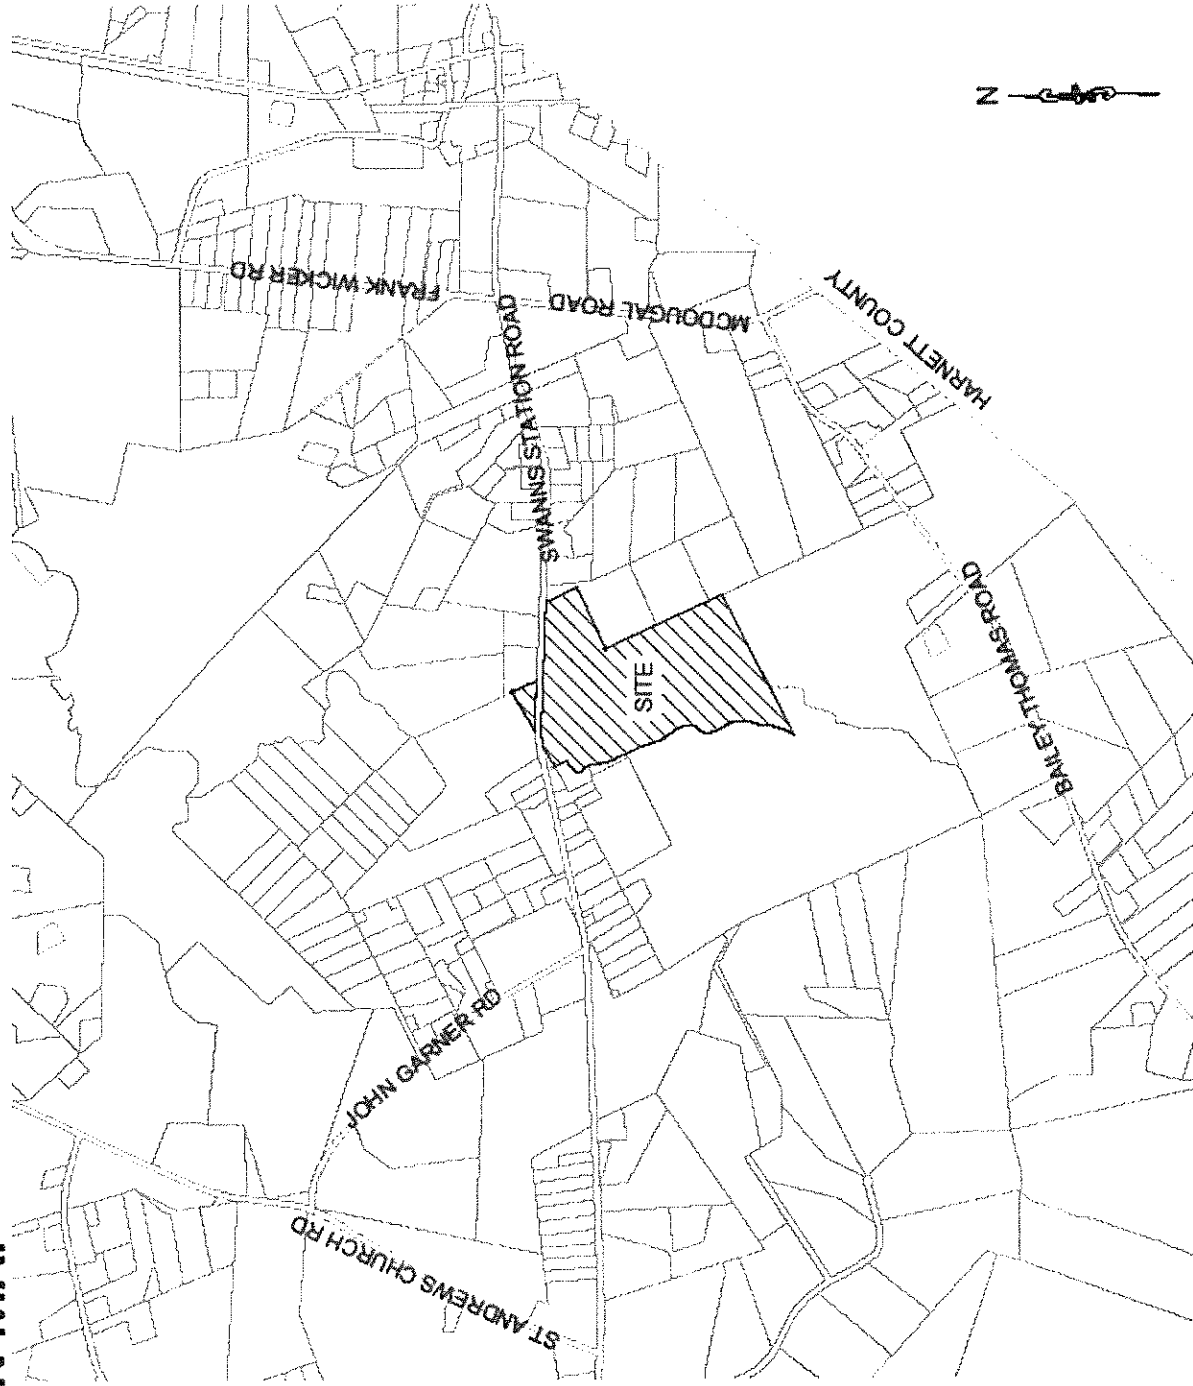 N
FRANK WICKER RD
SWANNS STATION ROAD
MCDOUGAL ROAD
HARNETT COUNTY
SITE
BAILEY THOMAS ROAD
JOHN GARNER RD
ST ANDREWS CHURCH RD